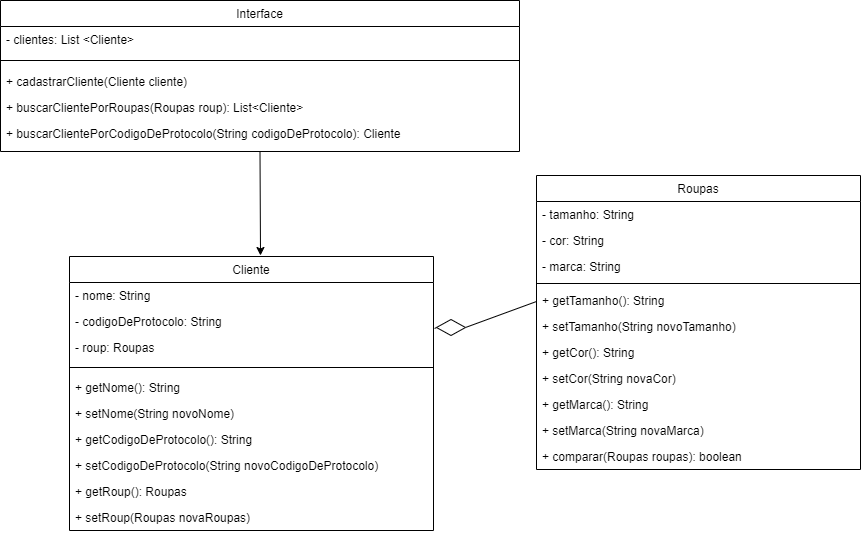 Interface
- clientes: List <Cliente>
+ cadastrarCliente(Cliente cliente)
+ buscarClientePorRoupas(Roupas roup): List<Cliente>
+ buscarClientePorCodigoDeProtocolo(String codigoDeProtocolo): Cliente
Roupas
- tamanho: String
- cor: String
- marca: String
+ getTamanho(): String
+ setTamanho(String novoTamanho)
+ getCor(): String
+ setCor(String novaCor)
+ getMarca(): String
+ setMarca(String novaMarca)
+ comparar(Roupas roupas): boolean
Cliente
- nome: String
- codigoDeProtocolo: String
- roup: Roupas
+ getNome(): String
+ setNome(String novoNome)
+ getCodigoDeProtocolo(): String
+ setCodigoDeProtocolo(String novoCodigoDeProtocolo)
+ getRoup(): Roupas
+ setRoup(Roupas novaRoupas)